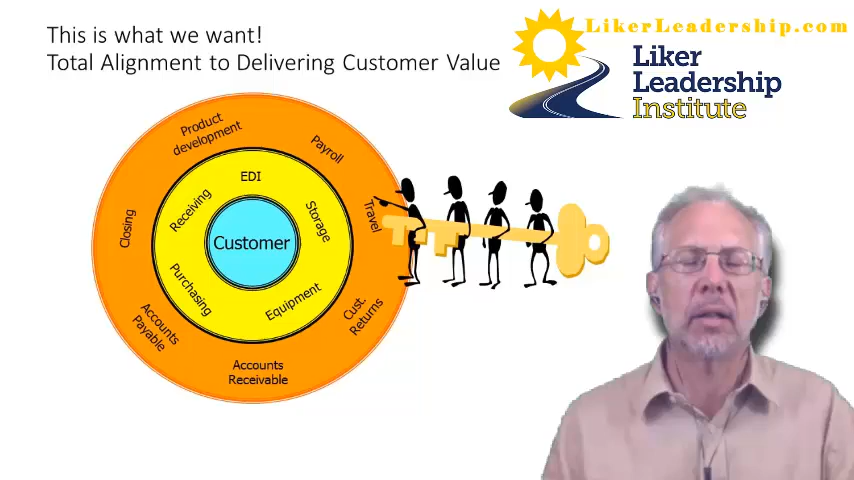 This is what we want!
Total Alignment to Delivering Customer Value
LikerLeadership.com
Liker
Leadership
Institute
Product
development
Payroll
EDI
Receiving
Storage
Travel
Closing
Customer
Purchasing
Equipment
Cust.
Returns
Accounts
Payable
Accounts
Receivable